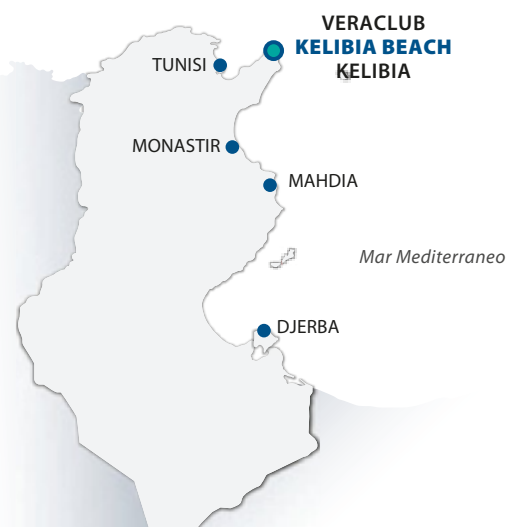 VERACLUB
KELIBIA BEACH
KELIBIA
TUNISI
MONASTIR
MAHDIA
Mar Mediterraneo
DJERBA